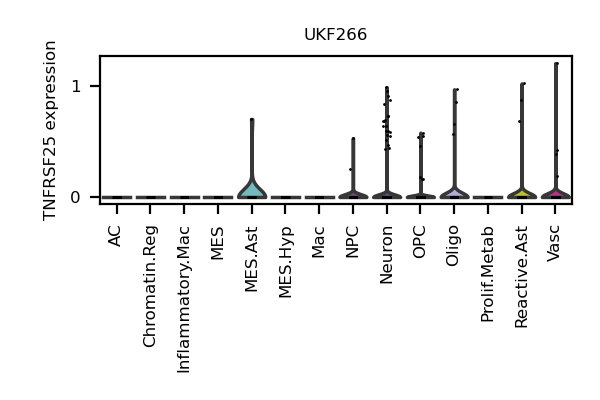 UKF266
TNFRSF25 expression
1
0
AC
Chromatin.Reg
Inflammatory.Mac
MES
MES.Ast
MES.Hyp
Mac
NPC
Neuron
OPC
Oligo
Prolif.Metab
Reactive.Ast
Vasc